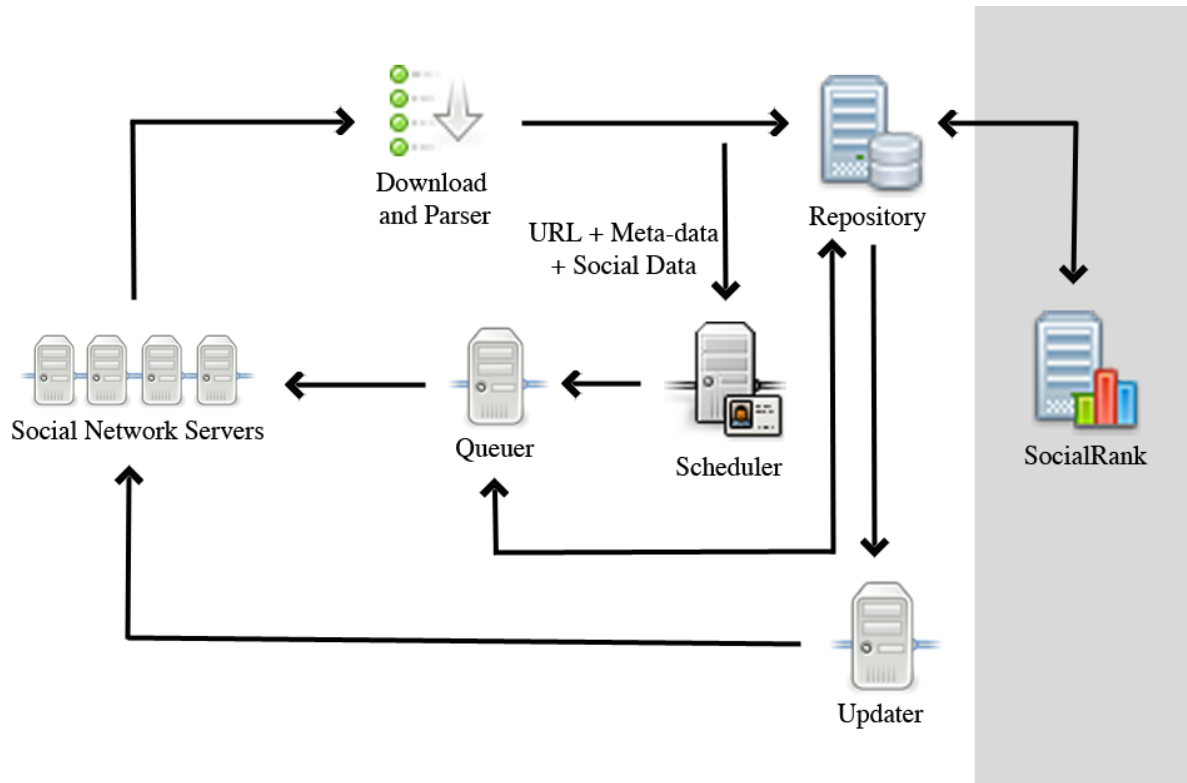 Download
and Parser
Repository
URL + Meta-data
+ Social Data
Social Network Servers
Queuer
Scheduler
SocialRank
Updater